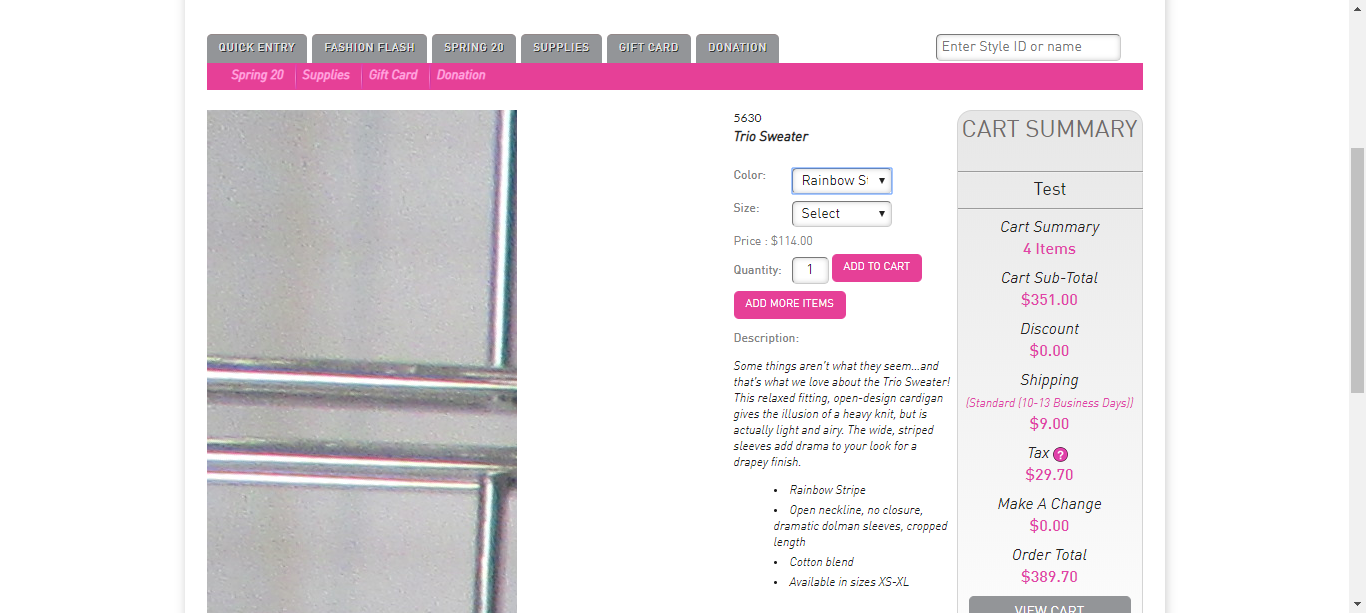 QUICK ENTRY
FASHION FLASH
SPRING 20
SUPPLIES
GIFT CARD
DONATION
Enter Style ID or name
Spring 20
Supplies
Gift Card
Donation
5630
Trio Sweater
Color:
Rainbow St
Size:
Select
Price : $114.00
Quantity:
1
ADD TO CART
ADD MORE ITEMS
Description:
Some things aren't what they seem...and
that's what we love about the Trio Sweater!
This relaxed fitting, open-design cardigan
gives the illusion of a heavy knit, but is
actually light and airy. The wide, striped
sleeves add drama to your look for a
drapey finish.
• Rainbow Stripe
• Open neckline, no closure,
dramatic dolman sleeves, cropped
length
• Cotton blend
• Available in sizes XS-XL
CART SUMMARY
Test
Cart Summary
4 Items
Cart Sub-Total
$351.00
Discount
$0.00
Shipping
(Standard (10-13 Business Days))
$9.00
Tax ?
$29.70
Make A Change
$0.00
Order Total
$389.70
VIEW CART